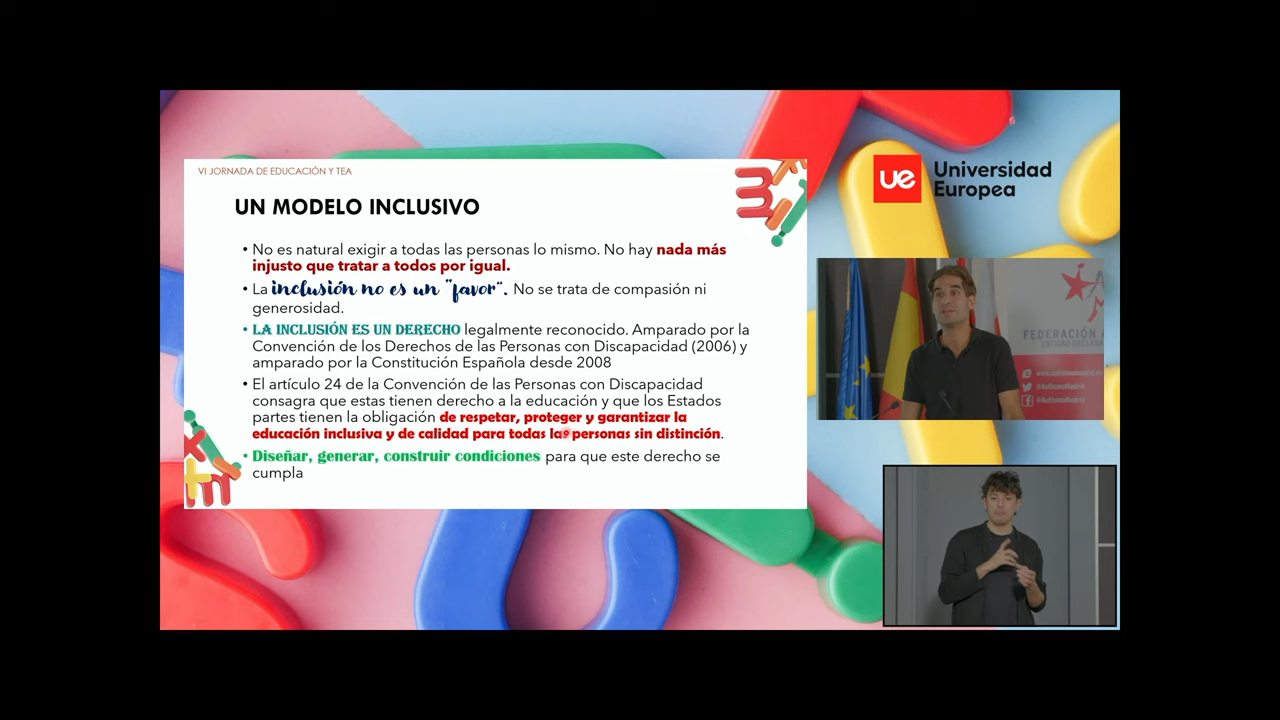 VI JORNADA DE EDUCACIÓN Y TEA
UN MODELO INCLUSIVO
• No es natural exigir a todas las personas lo mismo. No hay nada más
injusto que tratar a todos por igual.
• La inclusión no es un "favor". No se trata de compasión ni
generosidad.
• LA INCLUSIÓN ES UN DERECHO legalmente reconocido. Amparado por la
Convención de los Derechos de las Personas con Discapacidad (2006) y
amparado por la Constitución Española desde 2008
• El artículo 24 de la Convención de las Personas con Discapacidad
consagra que estas tienen derecho a la educación y que los Estados
partes tienen la obligación de respetar, proteger y garantizar la
educación inclusiva y de calidad para todas las personas sin distinción.
• Diseñar, generar, construir condiciones para que este derecho se
cumpla
ue Universidad
Europea
FEDERACIÓN
ENTIDAD
www.autismomadrid.es
@AutismoMadrid
@AutismoMadrid